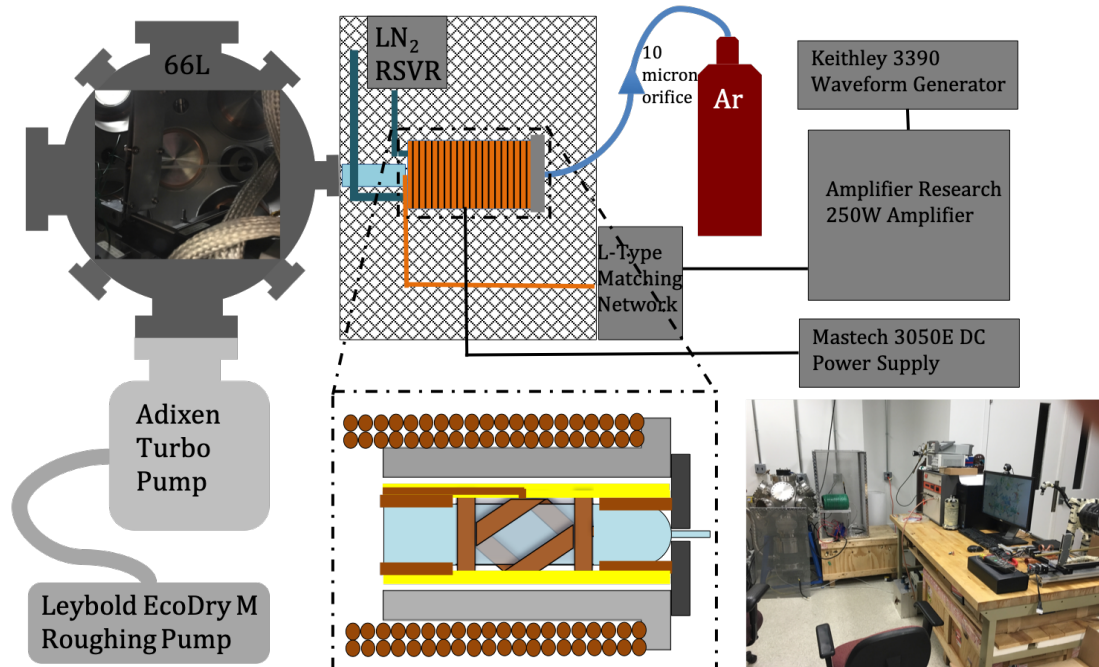 66L
LN₂
RSVR
10
micron
orifice
Ar
Keithley 3390
Waveform Generator
Amplifier Research
250W Amplifier
L-Type
Matching
Network
Mastech 3050E DC
Power Supply
Adixen
Turbo
Pump
Leybold EcoDry M
Roughing Pump